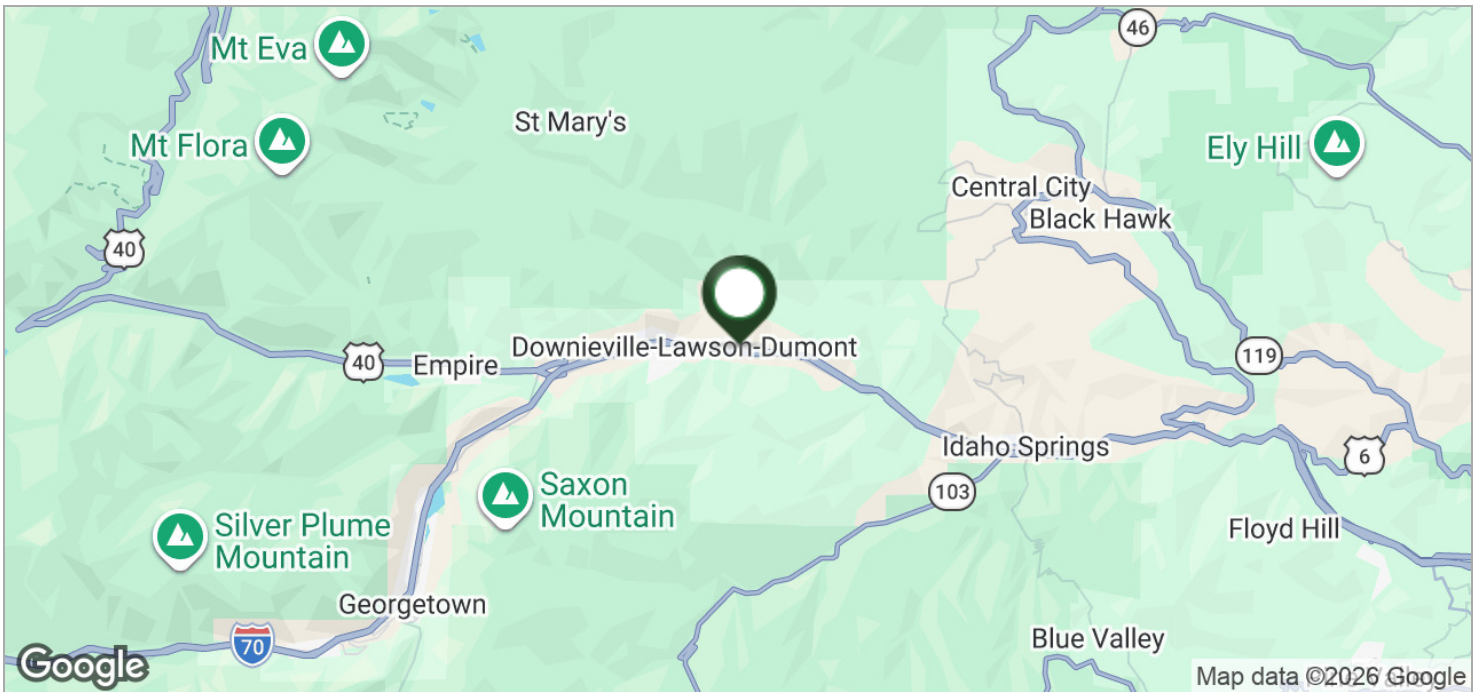 46
Mt Eva
St Mary's
Mt Flora
Ely Hill
Central City
Black Hawk
40
Downieville-Lawson-Dumont
40
Empire
119
Idaho Springs
6
103
Saxon
Mountain
Silver Plume
Mountain
Floyd Hill
Georgetown
70
Blue Valley
Google
Map data ©2026 Google